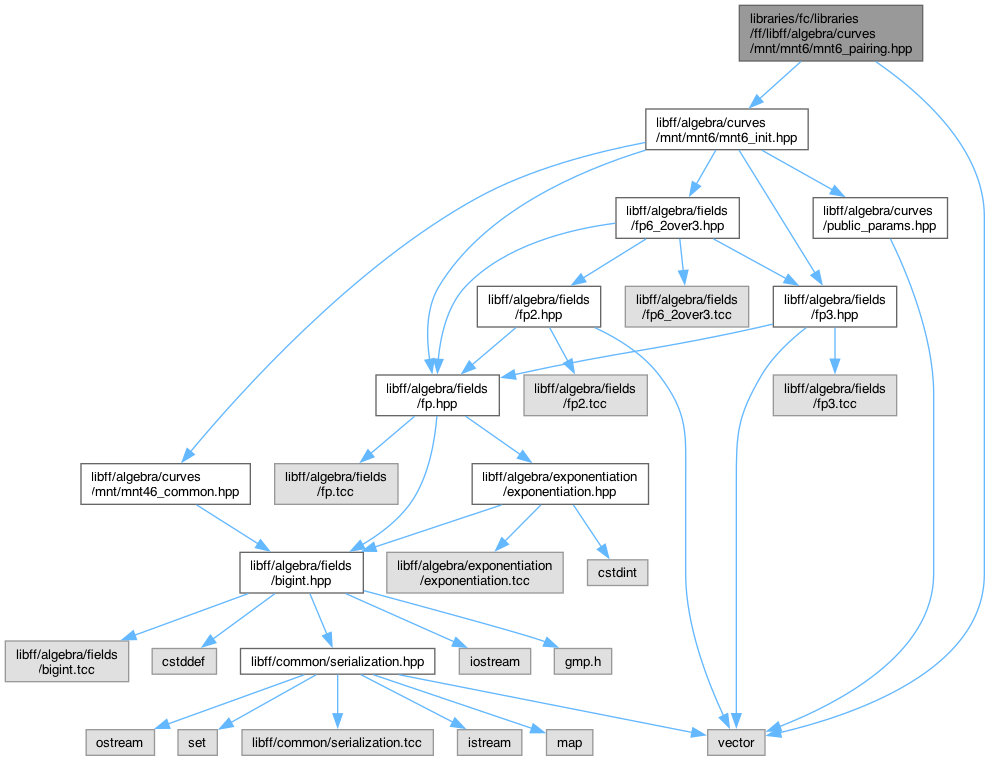 libraries/fc/libraries
/ff/libff/algebra/curves
/mnt/mnt6/mnt6_pairing.hpp
libff/algebra/curves
/mnt/mnt6/mnt6_init.hpp
libff/algebra/fields
/fp6_2over3.hpp
libff/algebra/curves
/public_params.hpp
libff/algebra/fields
/fp2.hpp
libff/algebra/fields
/fp6_2over3.tcc
libff/algebra/fields
/fp3.hpp
libff/algebra/fields
/fp.hpp
libff/algebra/fields
/fp2.tcc
libff/algebra/fields
/fp3.tcc
libff/algebra/curves
/mnt/mnt46_common.hpp
libff/algebra/fields
/fp.tcc
libff/algebra/exponentiation
/exponentiation.hpp
libff/algebra/fields
/bigint.hpp
libff/algebra/exponentiation
/exponentiation.tcc
cstdint
libff/algebra/fields
/bigint.tcc
cstddef
libff/common/serialization.hpp
iostream
gmp.h
ostream
set
libff/common/serialization.tcc
istream
map
vector